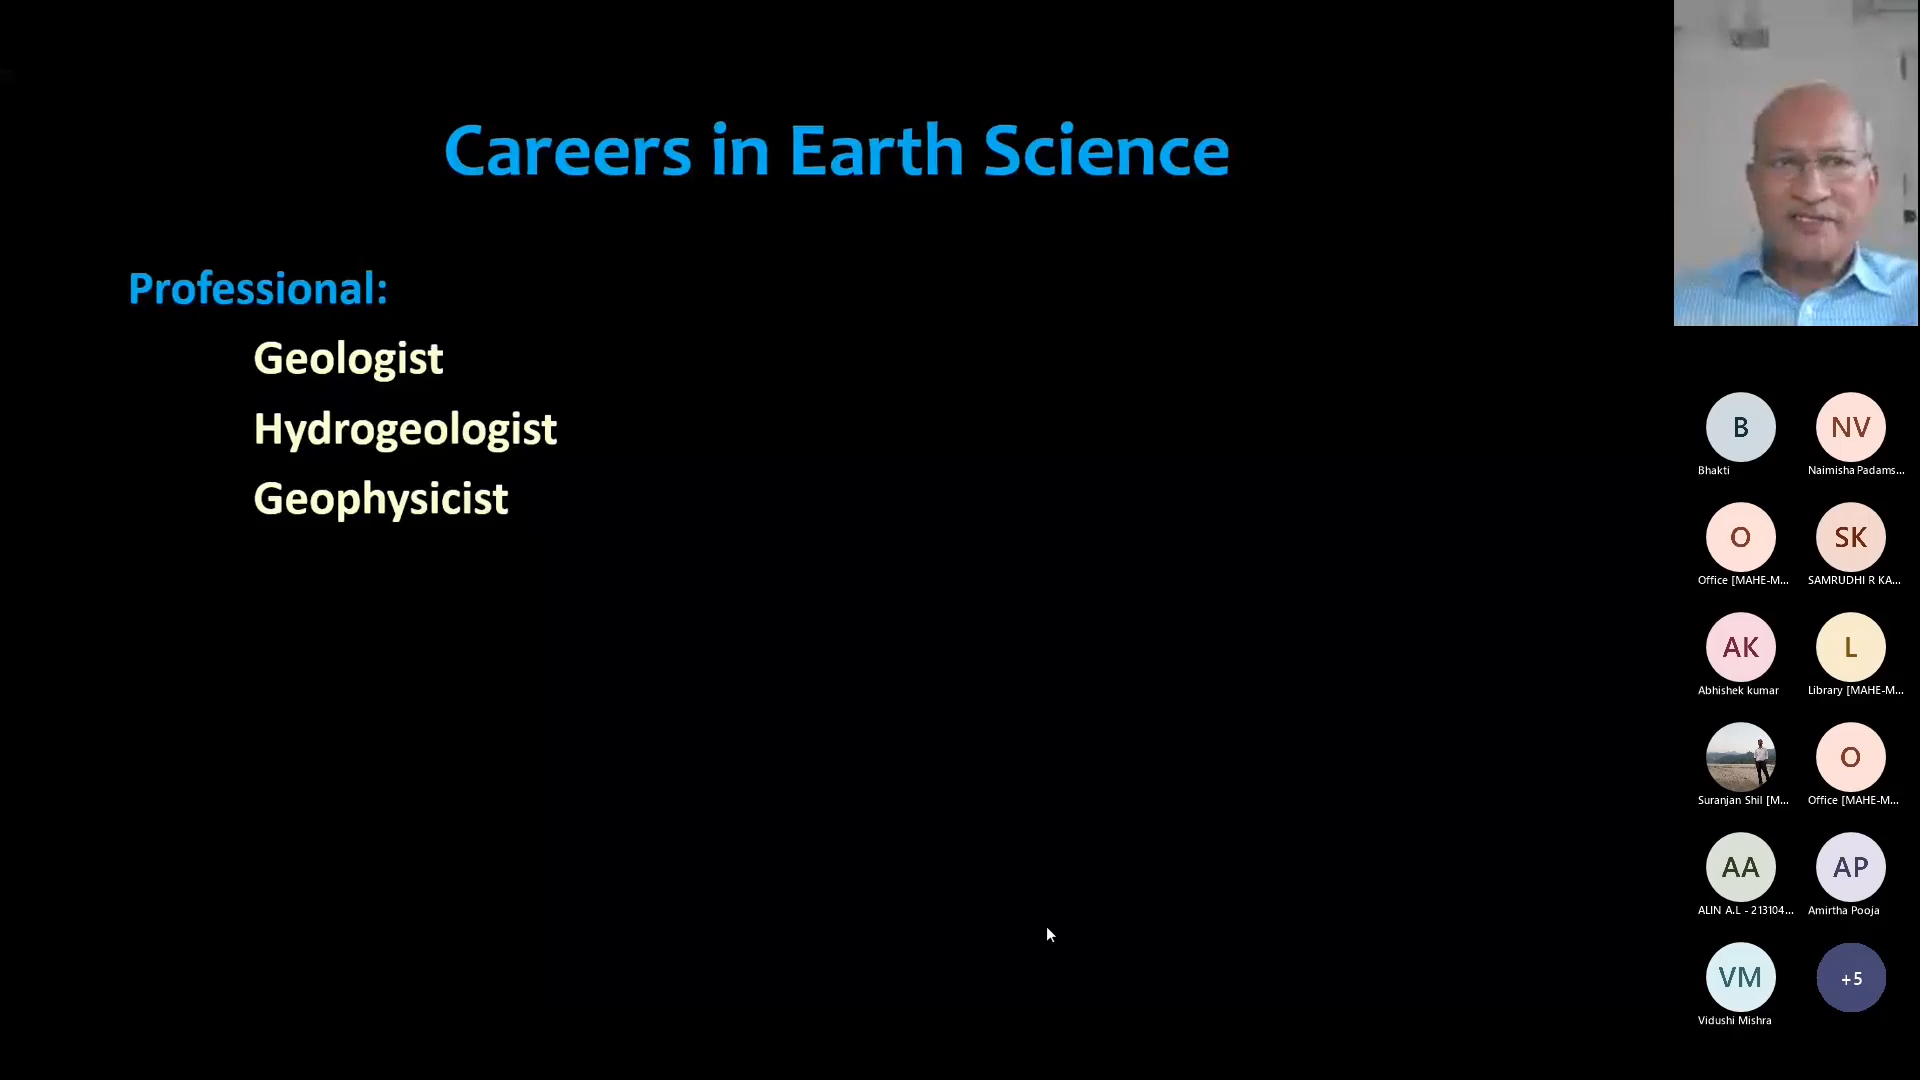 Careers in Earth Science
Professional:
Geologist
Hydrogeologist
Geophysicist
B
NV
Bhakti
Naimisha Padams...
O
SK
Office [MAHE-M...
SAMRUDHI R KA...
AK
L
Abhishek kumar
Library [MAHE-M...
O
Suranjan Shil [M...
Office [MAHE-M...
AA
AP
ALIN A.L - 213104...
Amirtha Pooja
VM
+5
Vidushi Mishra